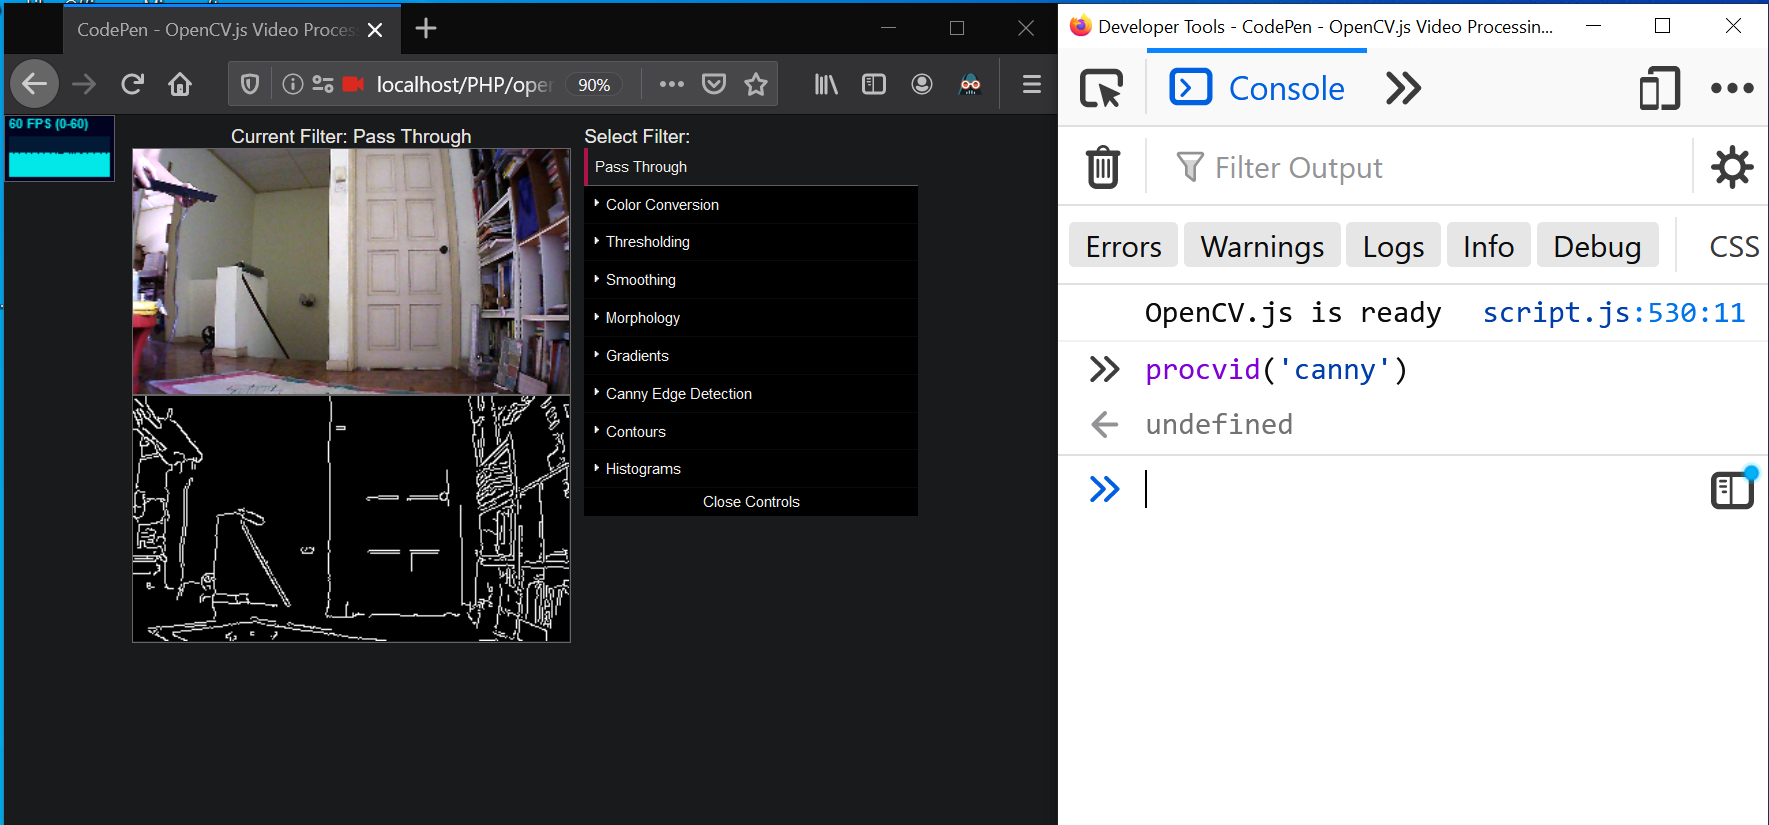 CodePen - OpenCV.js Video Proces
localhost/PHP/oper
90%
60 FPS (0-60)
Current Filter: Pass Through
Select Filter:
Pass Through
Color Conversion
Thresholding
Smoothing
Morphology
Gradients
Canny Edge Detection
Contours
Histograms
Close Controls
Developer Tools - CodePen - OpenCV.js Video Processin...
Console
Filter Output
Errors Warnings Logs Info Debug CSS
OpenCV.js is ready script.js:530:11
procvid('canny')
undefined